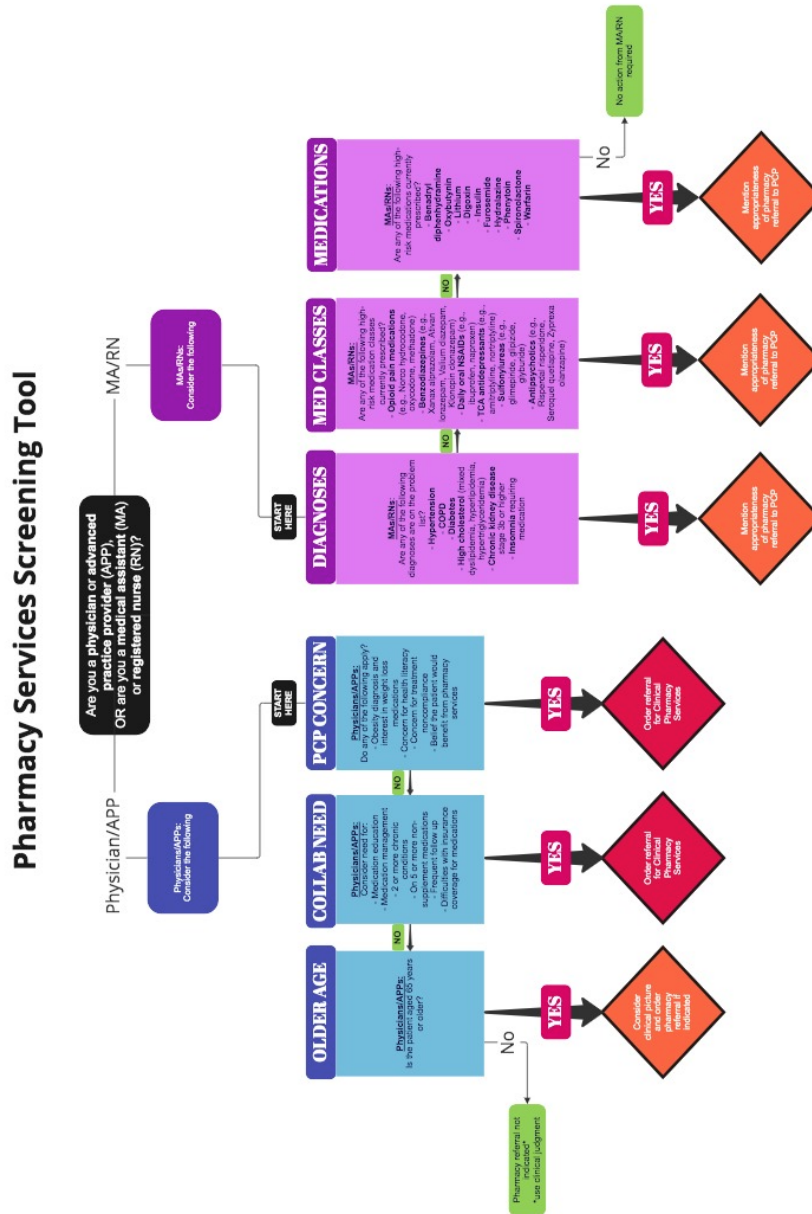 Pharmacy Services Screening Tool
Are you a physician or advanced
practice provider (APP),
OR are you a medical assistant (MA)
or registered nurse (RN)?
Physician/APP
MA/RN
Physicians/APPs:
Consider the following
MAs/RNs:
Consider the following
START
HERE
START
HERE
OLDER AGE
Physicians/APPs:
Is the patient aged 65 years
or older?
NO
COLLAB NEED
Physicians/APPs:
Consider need for:
- Medication education
- Medication management
- 2 or more chronic
conditions
- On 5 or more non-
supplement medications
- Frequent follow up
- Difficulties with insurance
coverage for medications
NO
PCP CONCERN
Physicians/APPs:
Do any of the following apply?
- Obesity diagnosis and
interest in weight loss
medications
- Concern for health literacy
- Concern for treatment
noncompliance
- Belief the patient would
benefit from pharmacy
services
DIAGNOSES
MAs/RNs:
Are any of the following
diagnoses are on the problem
list?
- Hypertension
- COPD
- Diabetes
- High cholesterol (mixed
dyslipidemia, hyperlipidemia,
hypertriglyceridemia)
- Chronic kidney disease
stage 3b or higher
- Insomnia requiring
medication
NO
MED CLASSES
MAs/RNs:
Are any of the following high-
risk medication classes
currently prescribed?
- Opioid pain medications
(e.g., Norco hydrocodone,
oxycodone, methadone)
- Benzodiazepines (e.g.,
Xanax alprazolam, Ativan
lorazepam, Valium diazepam,
Klonopin clonazepam)
- Daily oral NSAIDs (e.g.,
ibuprofen, naproxen)
- TCA antidepressants (e.g.,
amitriptyline, nortriptyline)
- Sulfonylureas (e.g.,
glimepiride, glipizide,
glyburide)
- Antipsychotics (e.g.,
Risperdal risperidone,
Seroquel quetiapine, Zyprexa
olanzapine)
NO
MEDICATIONS
MAs/RNs:
Are any of the following high-
risk medications currently
prescribed?
- Benadryl
diphenhydramine
- Oxybutynin
- Lithium
- Digoxin
- Insulin
- Furosemide
- Hydralazine
- Phenytoin
- Spironolactone
- Warfarin
No
Pharmacy referral not
indicated*
*use clinical judgment
YES
Consider
clinical picture
and order
pharmacy
referral if
indicated
YES
Order referral
for Clinical
Pharmacy
Services
YES
Order referral
for Clinical
Pharmacy
Services
YES
Mention
appropriateness
of pharmacy
referral to PCP
YES
Mention
appropriateness
of pharmacy
referral to PCP
YES
Mention
appropriateness
of pharmacy
referral to PCP
No
No action from MA/RN
required